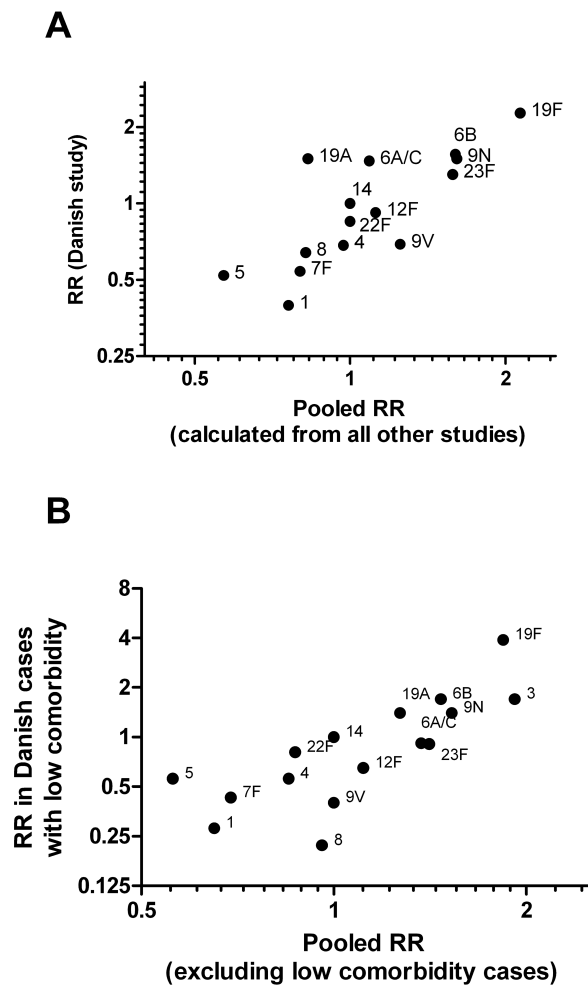 A
RR (Danish study)
2
1
0.5
0.25
19F
6B
19A
6A/C
9N
23F
14
12F
22F
8
4
9V
5
7F
1
0.5
1
2
Pooled RR
(calculated from all other studies)
B
RR in Danish cases
with low comorbidity
8
4
2
1
0.5
0.25
0.125
19F
19A
6B
3
9N
6A/C
14
22F
23F
12F
5
4
7F
9V
1
8
0.5
1
2
Pooled RR
(excluding low comorbidity cases)